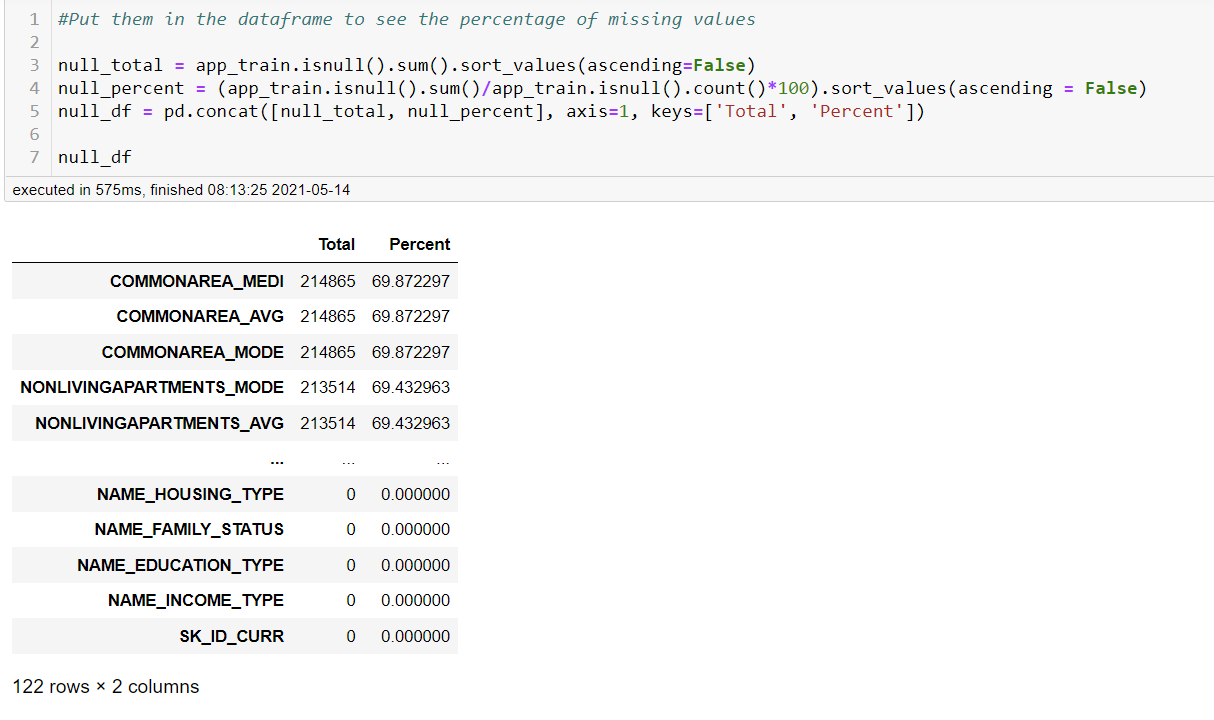 1 #Put them in the dataframe to see the percentage of missing values
2
3 null_total = app_train.isnull().sum().sort_values(ascending=False)
4 null_percent = (app_train.isnull().sum()/app_train.isnull().count()*100).sort_values(ascending = False)
5 null_df = pd.concat([null_total, null_percent], axis=1, keys=['Total', 'Percent'])
6
7 null_df
executed in 575ms, finished 08:13:25 2021-05-14
Total Percent
COMMONAREA_MEDI 214865 69.872297
COMMONAREA_AVG 214865 69.872297
COMMONAREA_MODE 214865 69.872297
NONLIVINGAPARTMENTS_MODE 213514 69.432963
NONLIVINGAPARTMENTS_AVG 213514 69.432963
... ... ...
NAME_HOUSING_TYPE 0 0.000000
NAME_FAMILY_STATUS 0 0.000000
NAME_EDUCATION_TYPE 0 0.000000
NAME_INCOME_TYPE 0 0.000000
SK_ID_CURR 0 0.000000
122 rows × 2 columns